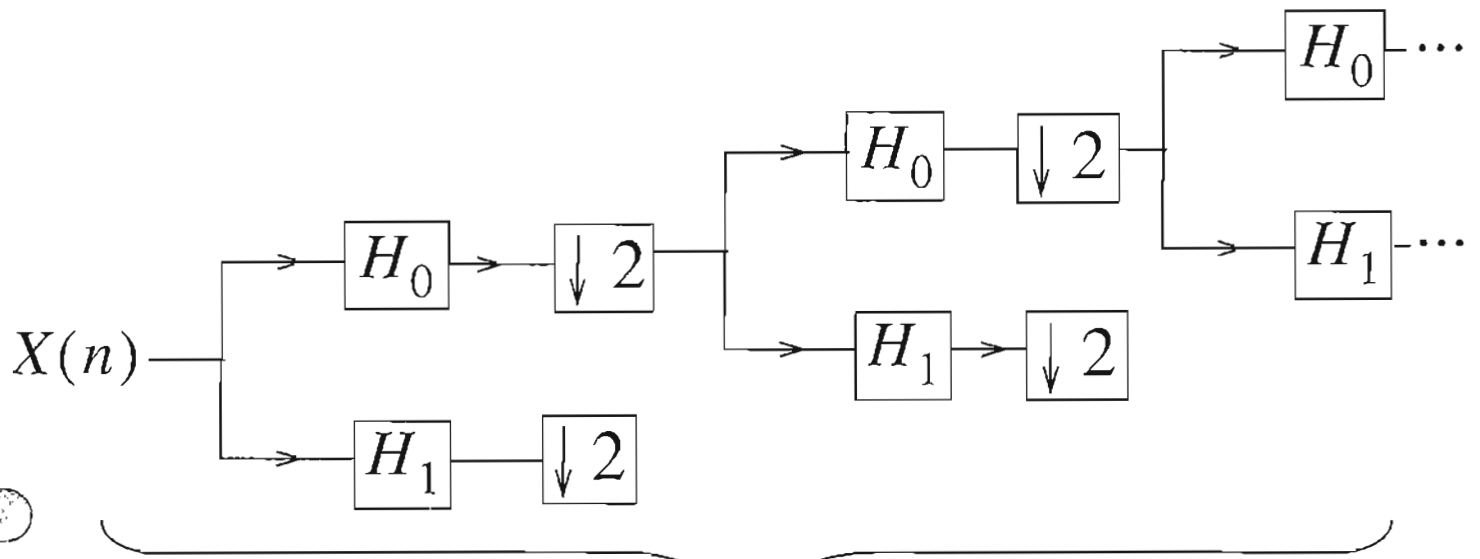 H₀ ···
H₀ ↓ 2
H₀ ↓ 2
H₁ ···
X(n)
H₁ ↓ 2
H₁ ↓ 2